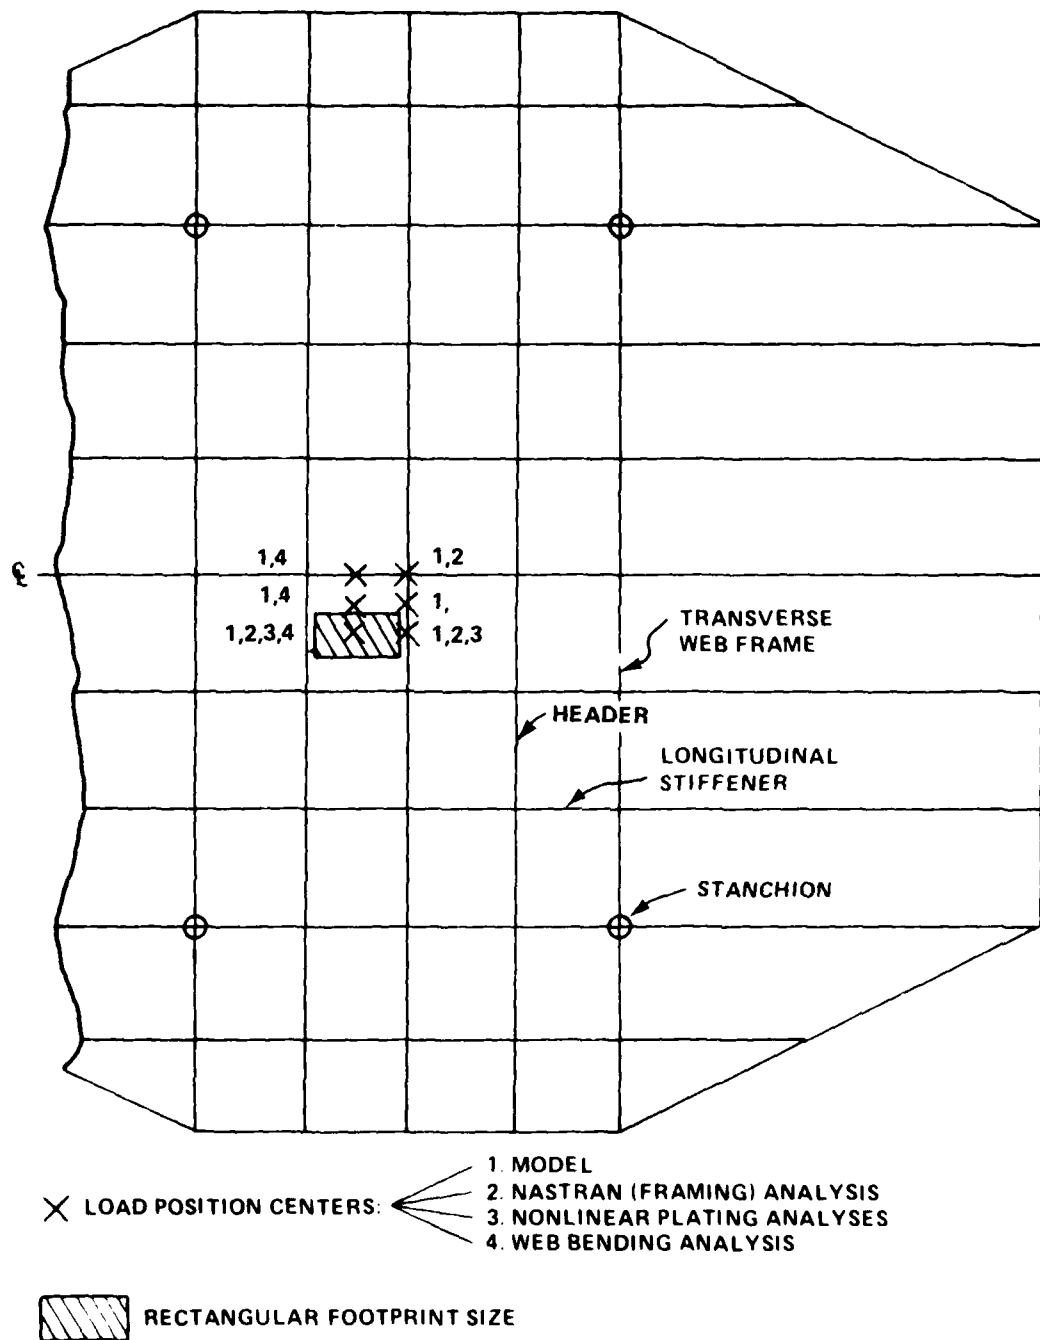 ℄
1,4
1,2
1,4
1,
1,2,3,4
1,2,3
TRANSVERSE
WEB FRAME
HEADER
LONGITUDINAL
STIFFENER
STANCHION
LOAD POSITION CENTERS:
1. MODEL
2. NASTRAN (FRAMING) ANALYSIS
3. NONLINEAR PLATING ANALYSES
4. WEB BENDING ANALYSIS
RECTANGULAR FOOTPRINT SIZE